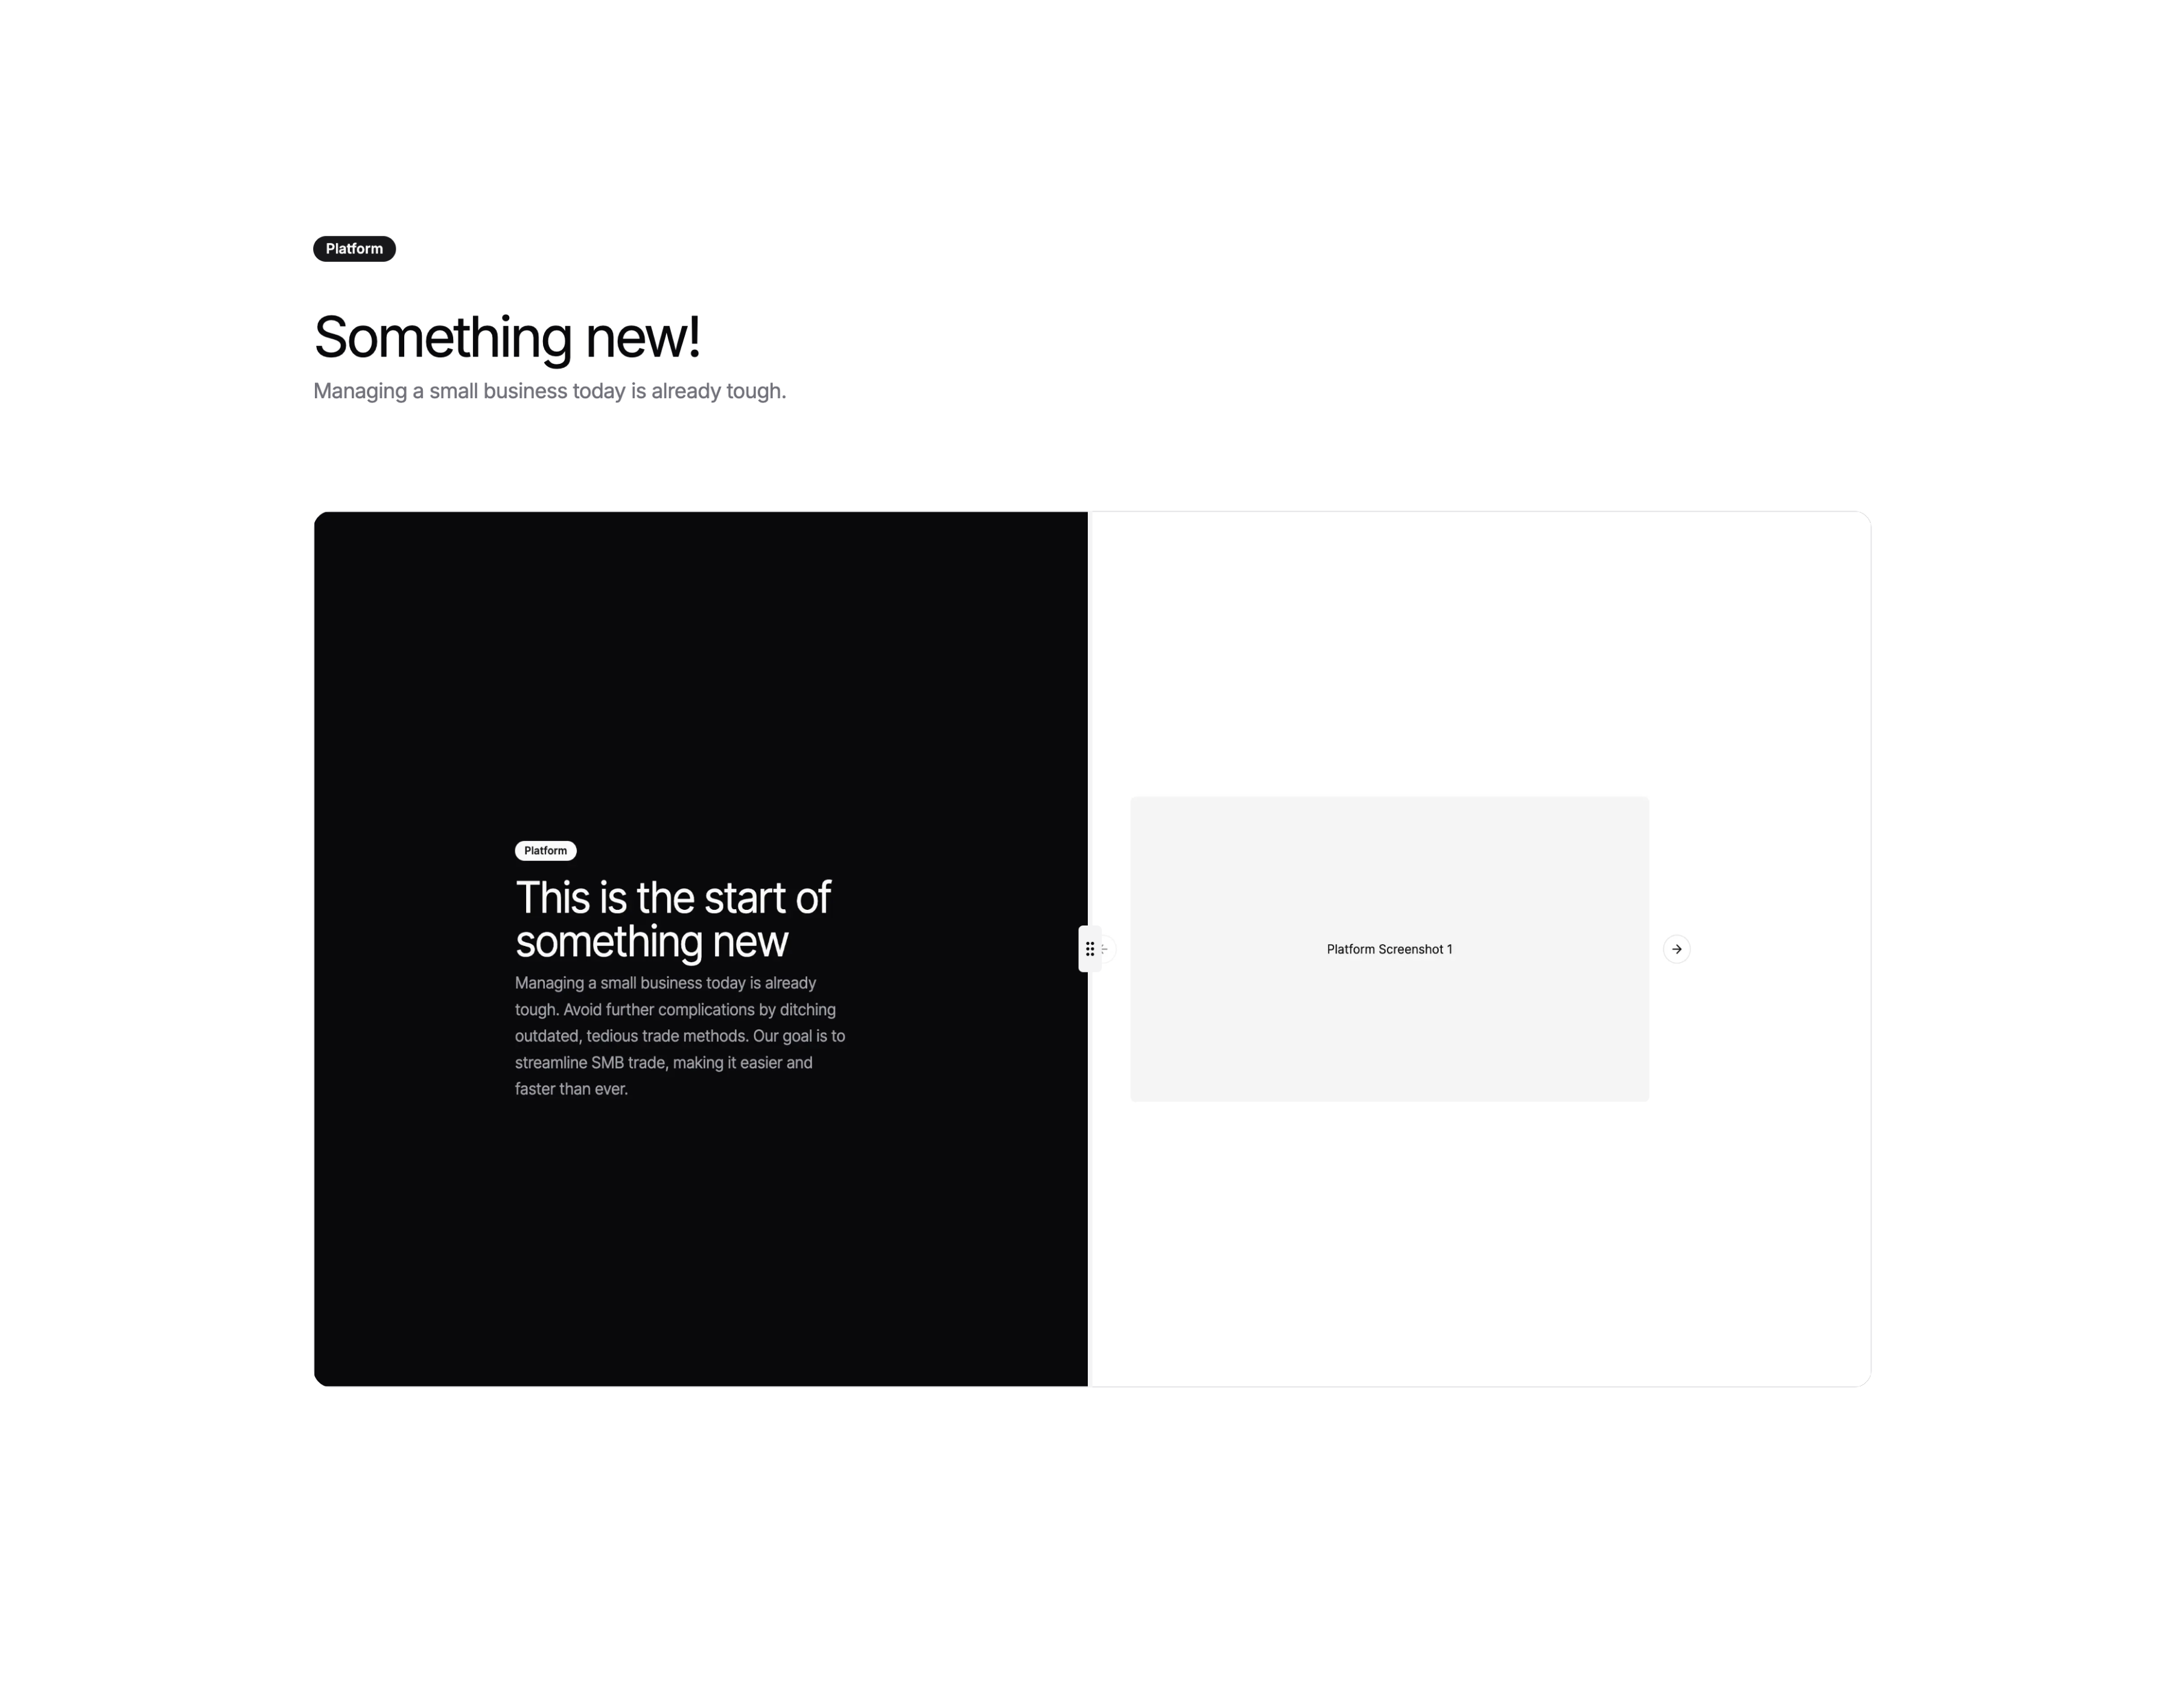 Platform
Something new!
Managing a small business today is already tough.
Platform
This is the start of
something new
Managing a small business today is already
tough. Avoid further complications by ditching
outdated, tedious trade methods. Our goal is to
streamline SMB trade, making it easier and
faster than ever.
Platform Screenshot 1